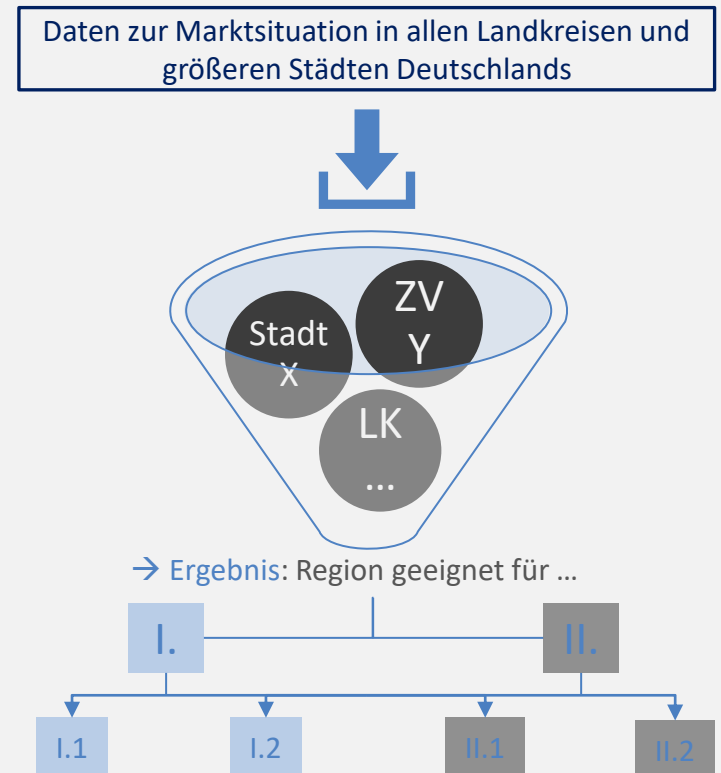 Daten zur Marktsituation in allen Landkreisen und
größeren Städten Deutschlands
ZV
Y
Stadt
X
LK
...
→ Ergebnis: Region geeignet für ...
I.
II.
I.1
I.2
II.1
II.2